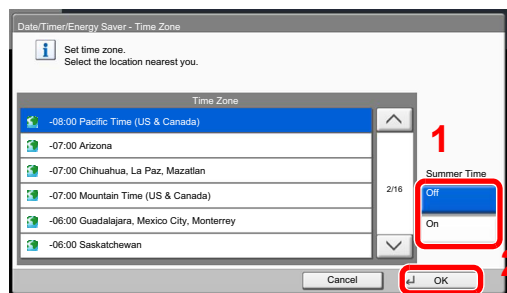 Date/Timer/Energy Saver - Time Zone
i
Set time zone.
Select the location nearest you.
Time Zone
-08:00 Pacific Time (US & Canada)
-07:00 Arizona
-07:00 Chihuahua, La Paz, Mazatlan
-07:00 Mountain Time (US & Canada)
-06:00 Guadalajara, Mexico City, Monterrey
-06:00 Saskatchewan
2/16
1
Summer Time
Off
On
Cancel
OK